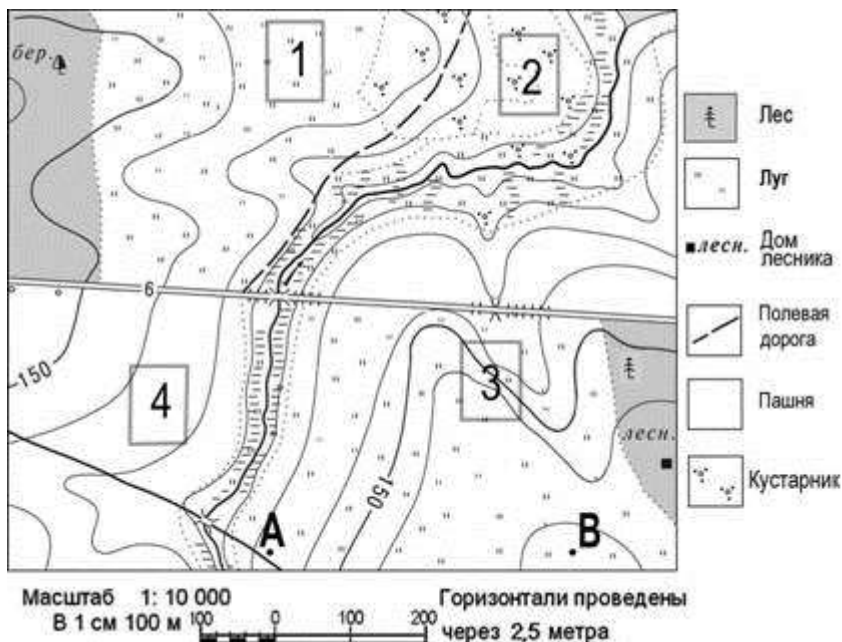 бер.
1
2
6
150
4
3
лесн.
150
А
В
Лес
Луг
лесн. Дом
лесника
Полевая
дорога
Пашня
Кустарник
Масштаб 1: 10 000
В 1 см 100 м
100 0 100 200
Горизонтали проведены
через 2,5 метра